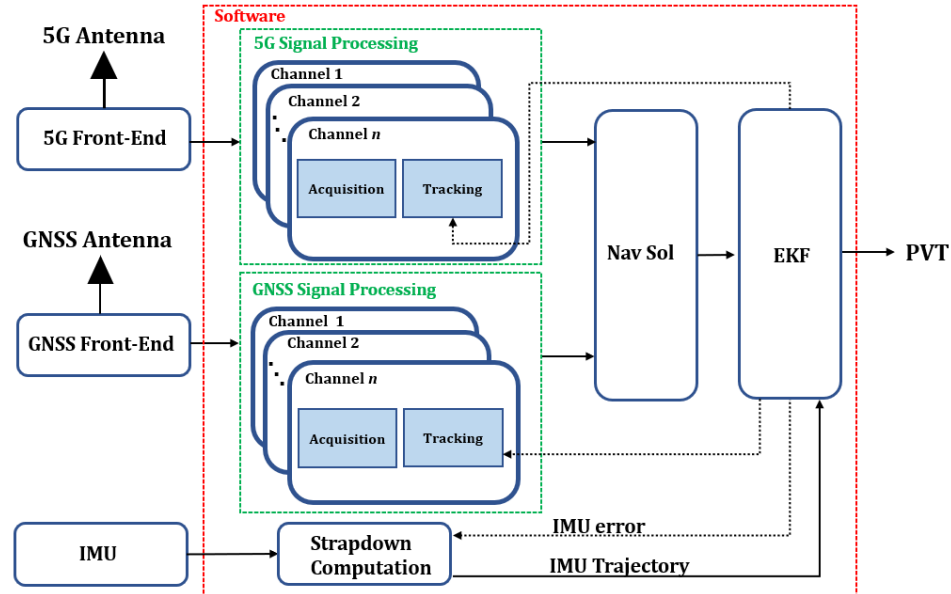 Software
5G Antenna
5G Signal Processing
Channel 1
Channel 2
Channel n
5G Front-End
Acquisition
Tracking
GNSS Antenna
Nav Sol
EKF
PVT
GNSS Signal Processing
Channel 1
Channel 2
Channel n
GNSS Front-End
Acquisition
Tracking
IMU error
IMU
Strapdown
Computation
IMU Trajectory